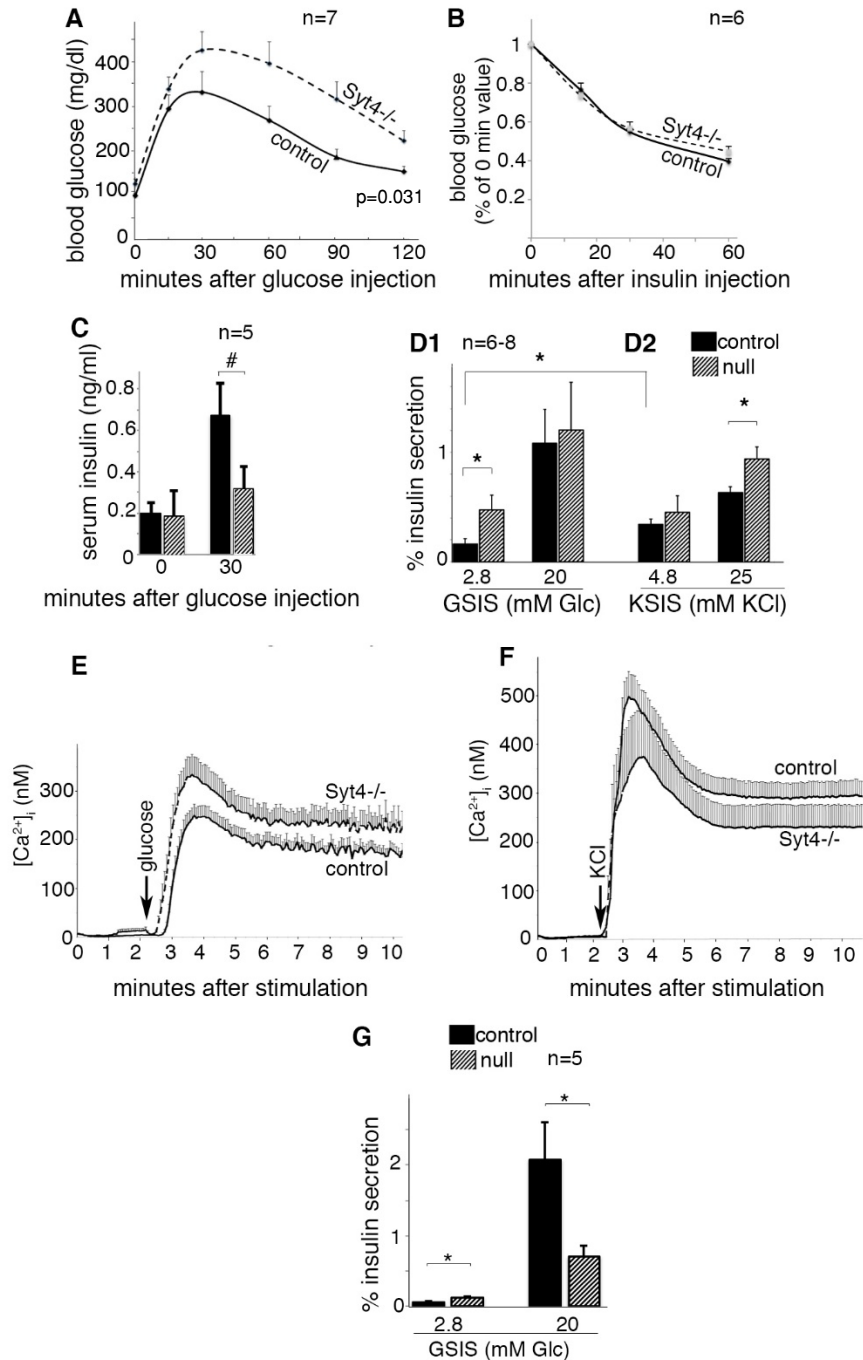 A
n=7
blood glucose (mg/dl)
400
300
200
100
0
Syt4-/-
control
p=0.031
0 30 60 90 120
minutes after glucose injection
B
n=6
blood glucose
(% of 0 min value)
1
0.8
0.6
0.4
0.2
Syt4-/-
control
0 20 40 60
minutes after insulin injection
C
n=5
#
serum insulin (ng/ml)
0.8
0.6
0.4
0.2
0
0 30
minutes after glucose injection
D1
n=6-8
*
D2
control
null
% insulin secretion
1
0
*
*
2.8 20
GSIS (mM Glc)
4.8 25
KSIS (mM KCl)
E
[Ca2+]i (nM)
300
200
100
0
glucose
Syt4-/-
control
0 1 2 3 4 5 6 7 8 9 10
minutes after stimulation
F
500
400
300
200
100
0
[Ca2+]i (nM)
KCl
control
Syt4-/-
0 1 2 3 4 5 6 7 8 9 10
minutes after stimulation
G
control
null
n=5
% insulin secretion
2
1
0
*
*
2.8 20
GSIS (mM Glc)